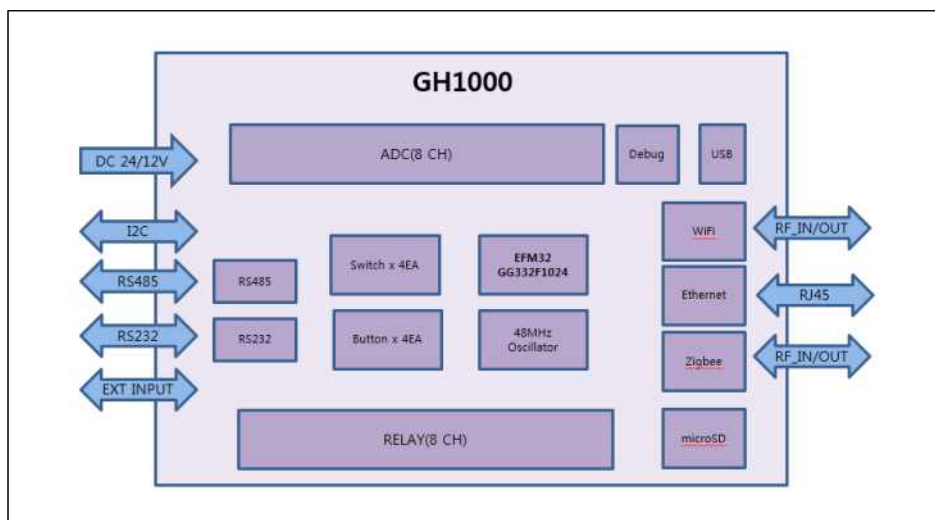 GH1000
ADC(8 CH)
Debug
USB
DC 24/12V
I2C
RS485
RS232
EXT INPUT
RS485
RS232
Switch x 4EA
Button x 4EA
EFM32
GG332F1024
48MHz
Oscillator
WiFi
Ethernet
Zigbee
microSD
RF_IN/OUT
RJ45
RF_IN/OUT
RELAY(8 CH)